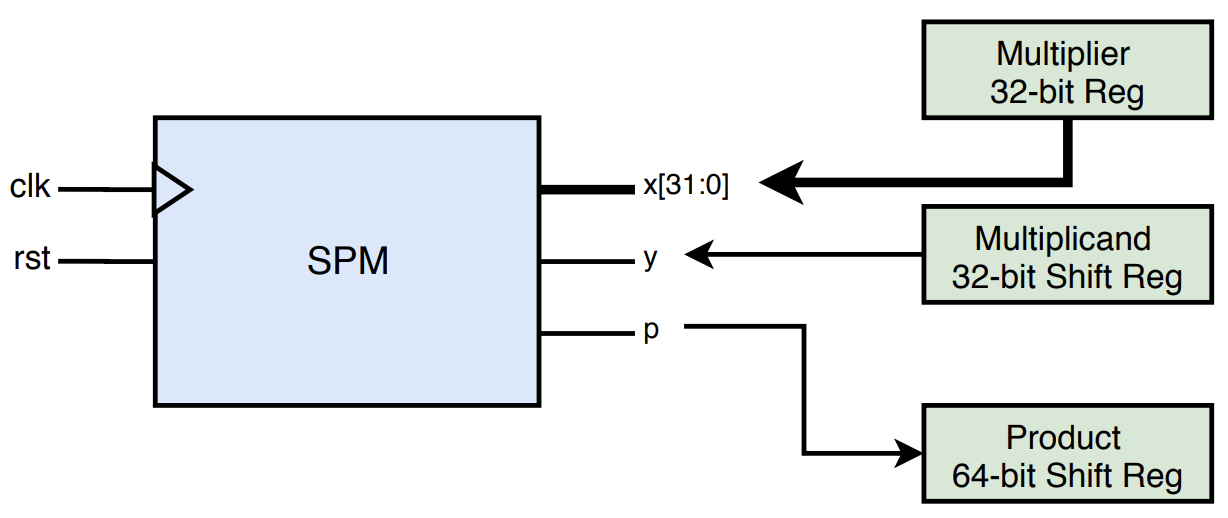 Multiplier
32-bit Reg
clk
x[31:0]
rst
SPM
y
Multiplicand
32-bit Shift Reg
p
Product
64-bit Shift Reg